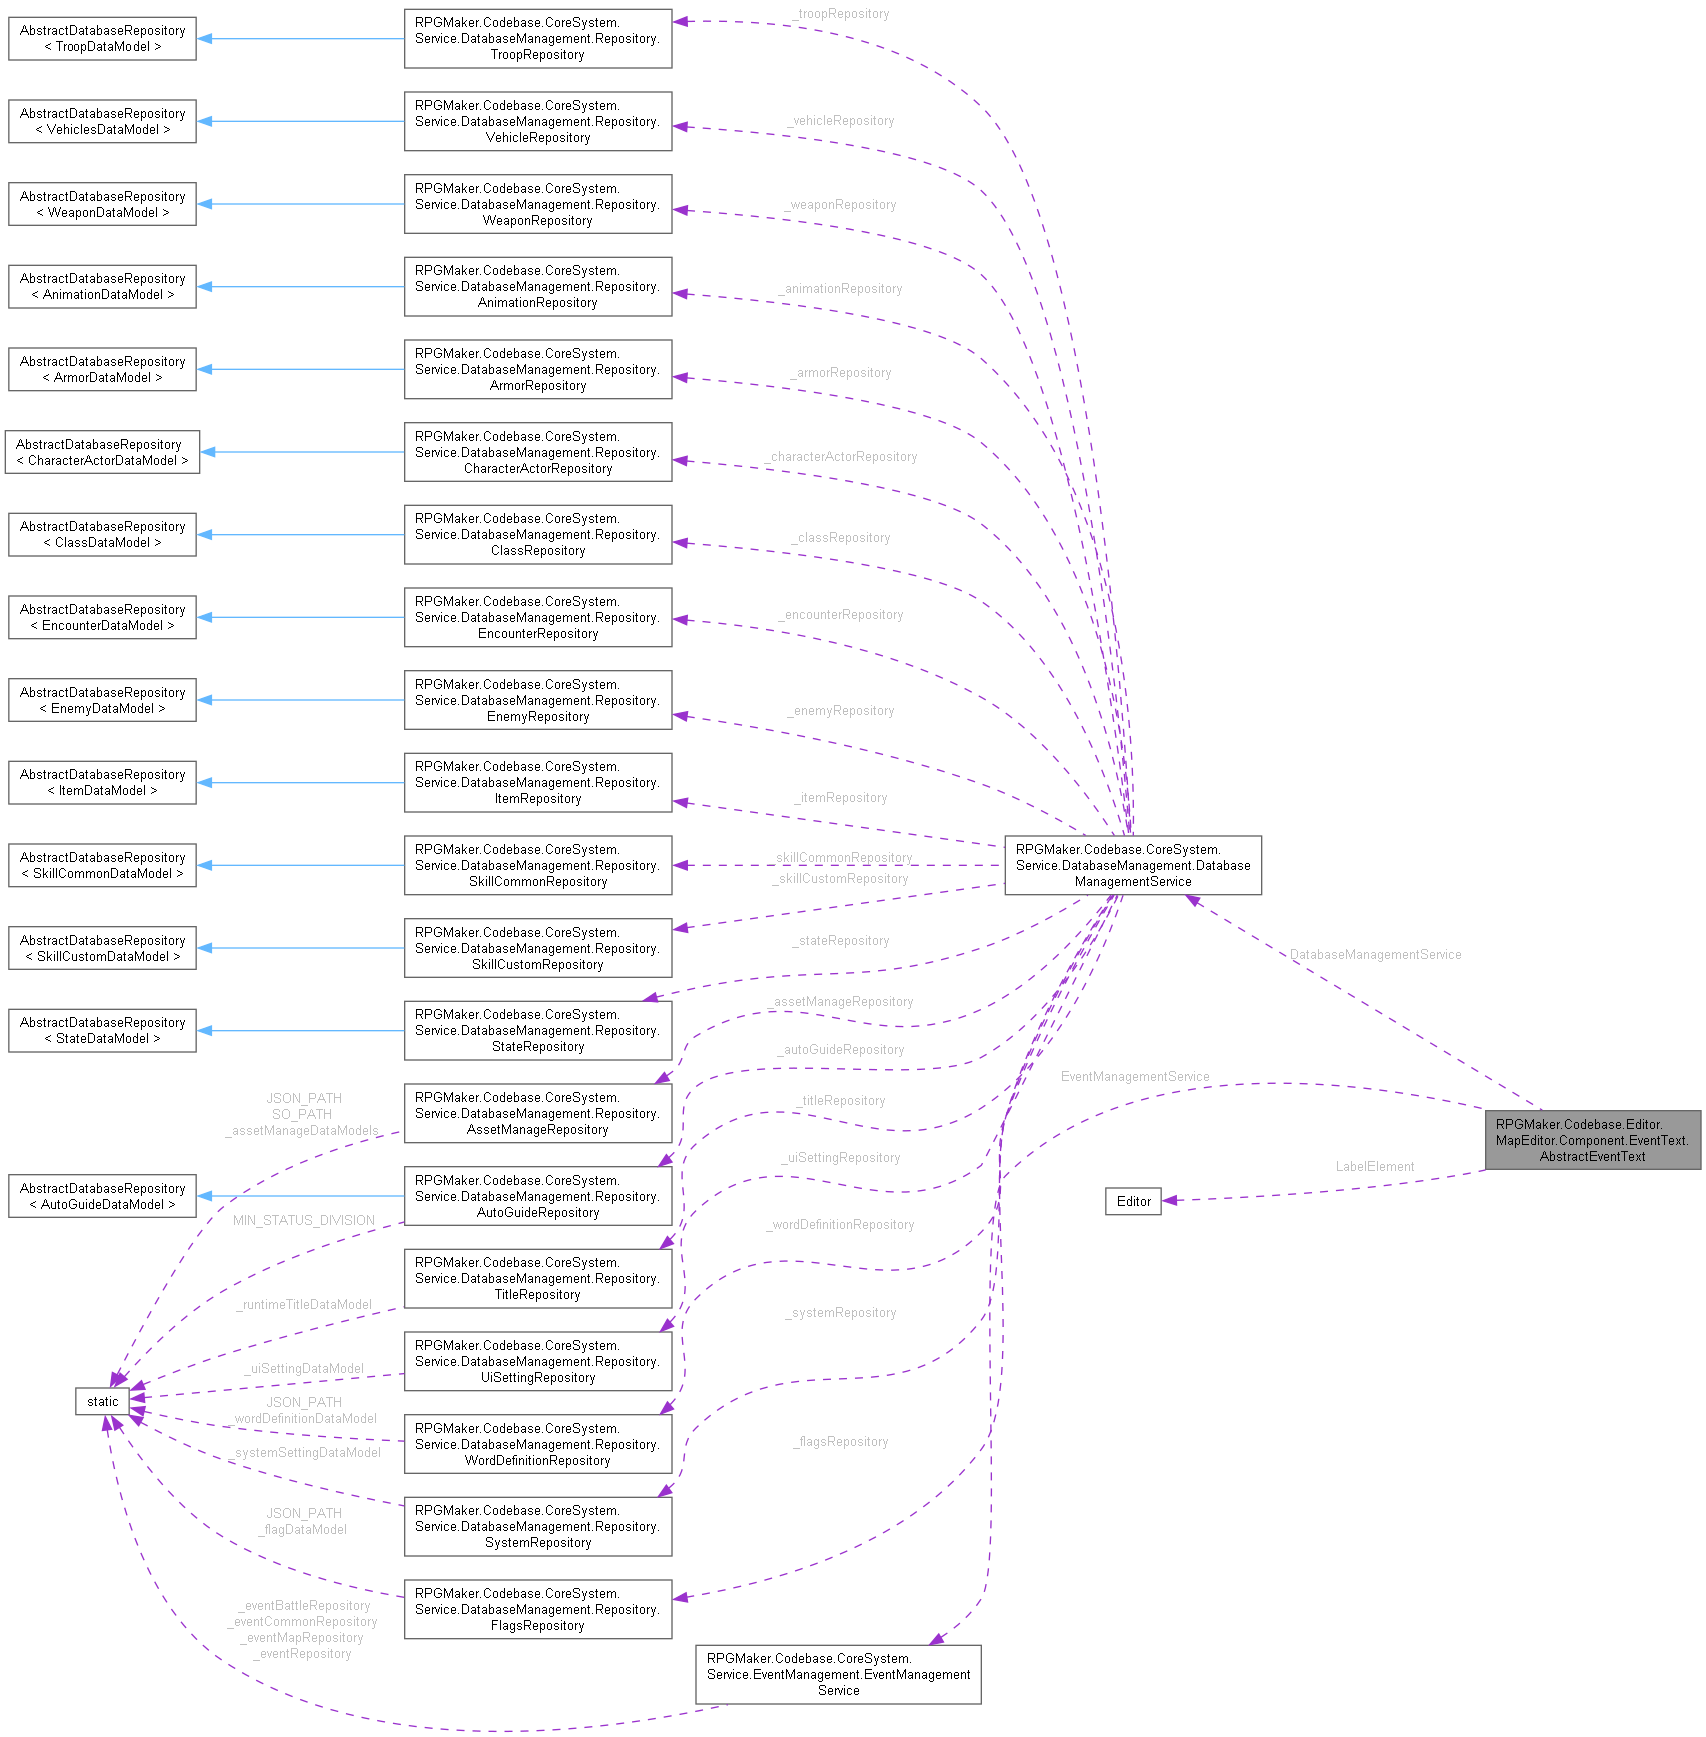 AbstractDatabaseRepository
< TroopDataModel >
RPGMaker.Codebase.CoreSystem.
Service.DatabaseManagement.Repository.
TroopRepository
_troopRepository
AbstractDatabaseRepository
< VehiclesDataModel >
RPGMaker.Codebase.CoreSystem.
Service.DatabaseManagement.Repository.
VehicleRepository
_vehicleRepository
AbstractDatabaseRepository
< WeaponDataModel >
RPGMaker.Codebase.CoreSystem.
Service.DatabaseManagement.Repository.
WeaponRepository
_weaponRepository
AbstractDatabaseRepository
< AnimationDataModel >
RPGMaker.Codebase.CoreSystem.
Service.DatabaseManagement.Repository.
AnimationRepository
_animationRepository
AbstractDatabaseRepository
< ArmorDataModel >
RPGMaker.Codebase.CoreSystem.
Service.DatabaseManagement.Repository.
ArmorRepository
_armorRepository
AbstractDatabaseRepository
< CharacterActorDataModel >
RPGMaker.Codebase.CoreSystem.
Service.DatabaseManagement.Repository.
CharacterActorRepository
_characterActorRepository
AbstractDatabaseRepository
< ClassDataModel >
RPGMaker.Codebase.CoreSystem.
Service.DatabaseManagement.Repository.
ClassRepository
_classRepository
AbstractDatabaseRepository
< EncounterDataModel >
RPGMaker.Codebase.CoreSystem.
Service.DatabaseManagement.Repository.
EncounterRepository
_encounterRepository
AbstractDatabaseRepository
< EnemyDataModel >
RPGMaker.Codebase.CoreSystem.
Service.DatabaseManagement.Repository.
EnemyRepository
_enemyRepository
AbstractDatabaseRepository
< ItemDataModel >
RPGMaker.Codebase.CoreSystem.
Service.DatabaseManagement.Repository.
ItemRepository
_itemRepository
AbstractDatabaseRepository
< SkillCommonDataModel >
RPGMaker.Codebase.CoreSystem.
Service.DatabaseManagement.Repository.
SkillCommonRepository
_skillCommonRepository
RPGMaker.Codebase.CoreSystem.
Service.DatabaseManagement.Database
ManagementService
AbstractDatabaseRepository
< SkillCustomDataModel >
RPGMaker.Codebase.CoreSystem.
Service.DatabaseManagement.Repository.
SkillCustomRepository
_skillCustomRepository
AbstractDatabaseRepository
< StateDataModel >
RPGMaker.Codebase.CoreSystem.
Service.DatabaseManagement.Repository.
StateRepository
_stateRepository
DatabaseManagementService
JSON_PATH
SO_PATH
_assetManageDataModels
RPGMaker.Codebase.CoreSystem.
Service.DatabaseManagement.Repository.
AssetManageRepository
_assetManageRepository
EventManagementService
RPGMaker.Codebase.Editor.
MapEditor.Component.EventText.
AbstractEventText
LabelElement
Editor
AbstractDatabaseRepository
< AutoGuideDataModel >
MIN_STATUS_DIVISION
RPGMaker.Codebase.CoreSystem.
Service.DatabaseManagement.Repository.
AutoGuideRepository
_autoGuideRepository
_runtimeTitleDataModel
RPGMaker.Codebase.CoreSystem.
Service.DatabaseManagement.Repository.
TitleRepository
_titleRepository
_uiSettingDataModel
RPGMaker.Codebase.CoreSystem.
Service.DatabaseManagement.Repository.
UiSettingRepository
_uiSettingRepository
static
JSON_PATH
_wordDefinitionDataModel
RPGMaker.Codebase.CoreSystem.
Service.DatabaseManagement.Repository.
WordDefinitionRepository
_wordDefinitionRepository
_systemSettingDataModel
RPGMaker.Codebase.CoreSystem.
Service.DatabaseManagement.Repository.
SystemRepository
_systemRepository
JSON_PATH
_flagDataModel
RPGMaker.Codebase.CoreSystem.
Service.DatabaseManagement.Repository.
FlagsRepository
_flagsRepository
_eventBattleRepository
_eventCommonRepository
_eventMapRepository
_eventRepository
RPGMaker.Codebase.CoreSystem.
Service.EventManagement.EventManagement
Service